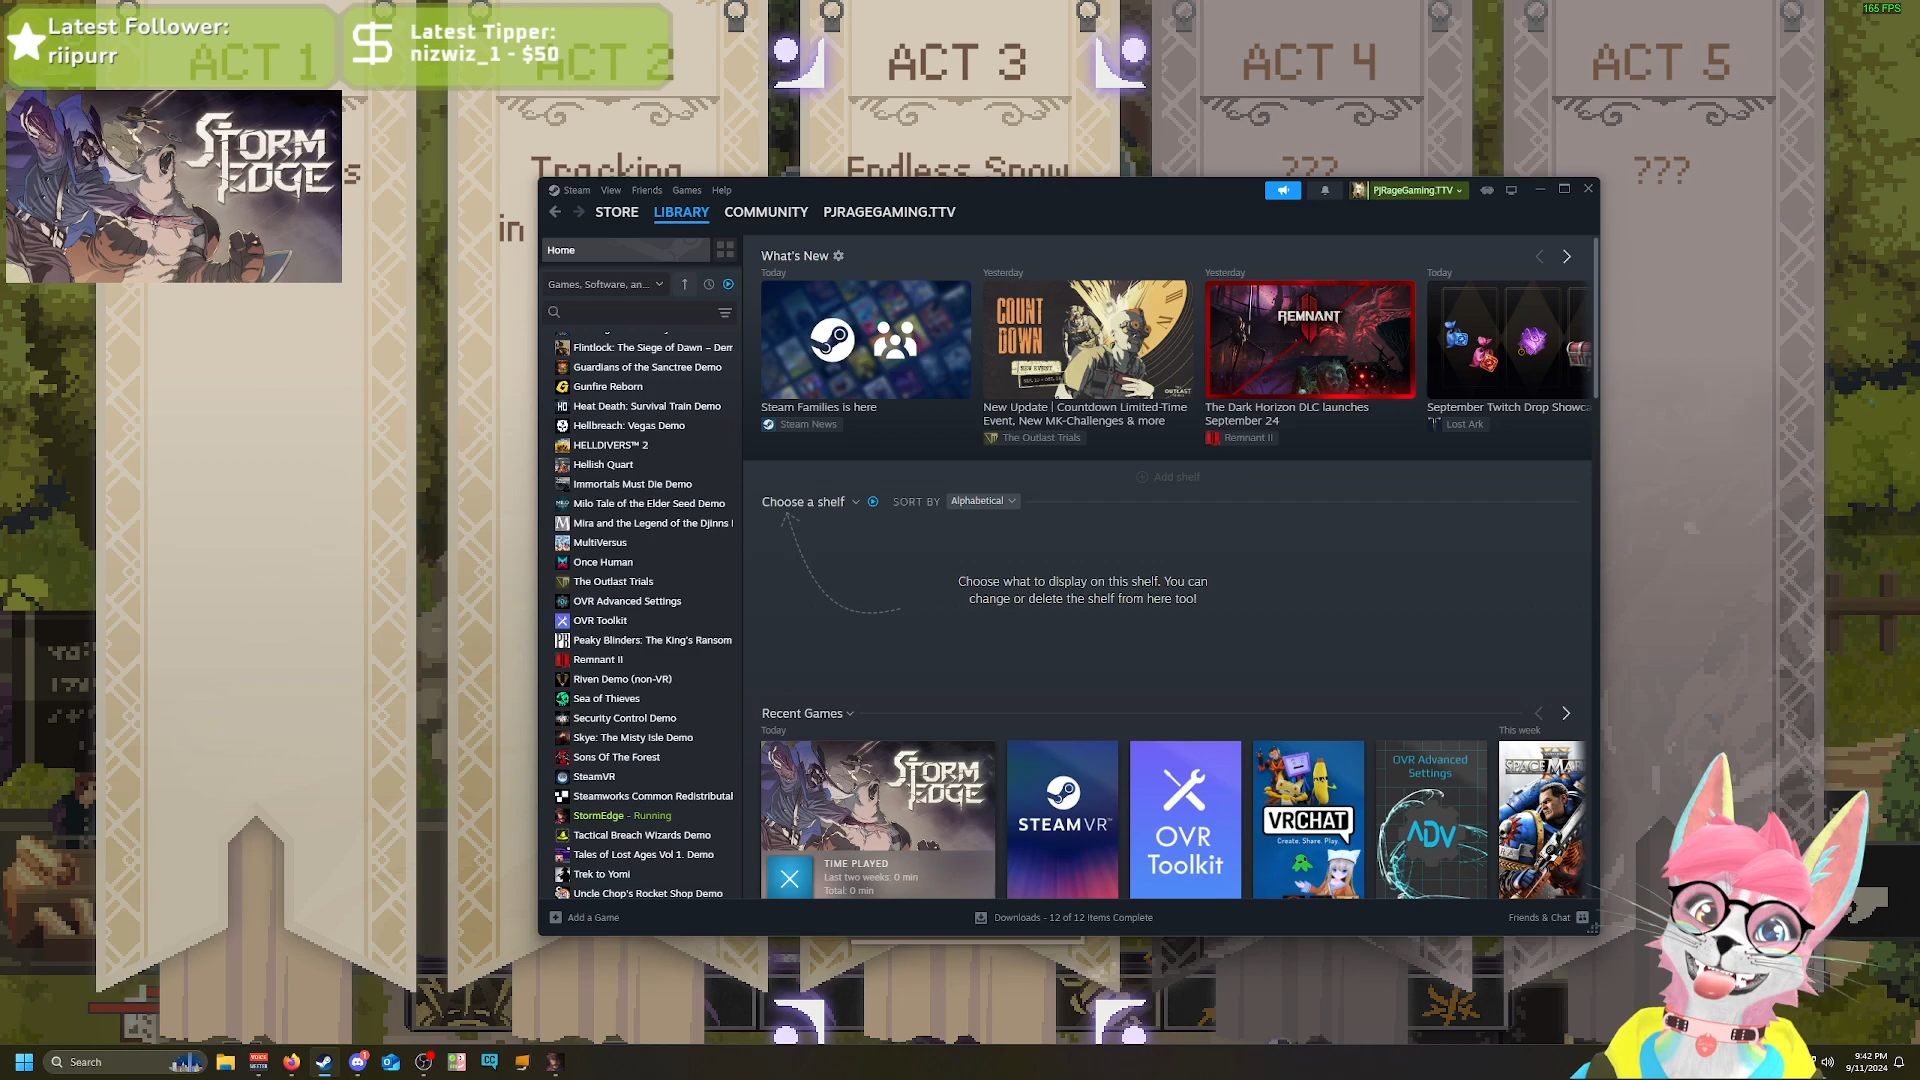 165 FPS
Latest Follower:
riipurr
Latest Tipper:
nizwiz_1 - $50
ACT 1
ACT 2
ACT 3
ACT 4
ACT 5
STORM
EDGE
Tracking
Endless Snow
???
???
in
Steam
View
Friends
Games
Help
PJRageGaming.TTV
STORE
LIBRARY
COMMUNITY
PJRAGEGAMING.TTV
Home
Games, Software, an...
Flintlock: The Siege of Dawn – Dem
Guardians of the Sanctree Demo
Gunfire Reborn
Heat Death: Survival Train Demo
Hellbreach: Vegas Demo
HELLDIVERS™ 2
Hellish Quart
Immortals Must Die Demo
Milo Tale of the Elder Seed Demo
Mira and the Legend of the Djinns
MultiVersus
Once Human
The Outlast Trials
OVR Advanced Settings
OVR Toolkit
Peaky Blinders: The King's Ransom
Remnant II
Riven Demo (non-VR)
Sea of Thieves
Security Control Demo
Skye: The Misty Isle Demo
Sons Of The Forest
SteamVR
Steamworks Common Redistributal
StormEdge - Running
Tactical Breach Wizards Demo
Tales of Lost Ages Vol 1. Demo
Trek to Yomi
Uncle Chop's Rocket Shop Demo
What's New
Today
Yesterday
Yesterday
Today
COUNT
DOWN
NEW EVENT
REMNANT
Steam Families is here
Steam News
New Update | Countdown Limited-Time
Event, New MK-Challenges & more
The Outlast Trials
The Dark Horizon DLC launches
September 24
Remnant II
September Twitch Drop Showca
Lost Ark
Add shelf
Choose a shelf
SORT BY
Alphabetical
Choose what to display on this shelf. You can
change or delete the shelf from here too!
Recent Games
Today
This week
STORM
EDGE
TIME PLAYED
Last two weeks: 0 min
Total: 0 min
STEAMVR™
OVR
Toolkit
VRCHAT
Create. Share. Play.
OVR Advanced
Settings
ADV
SPACE MAR
Add a Game
Downloads - 12 of 12 Items Complete
Friends & Chat
Search
9:42 PM
9/11/2024